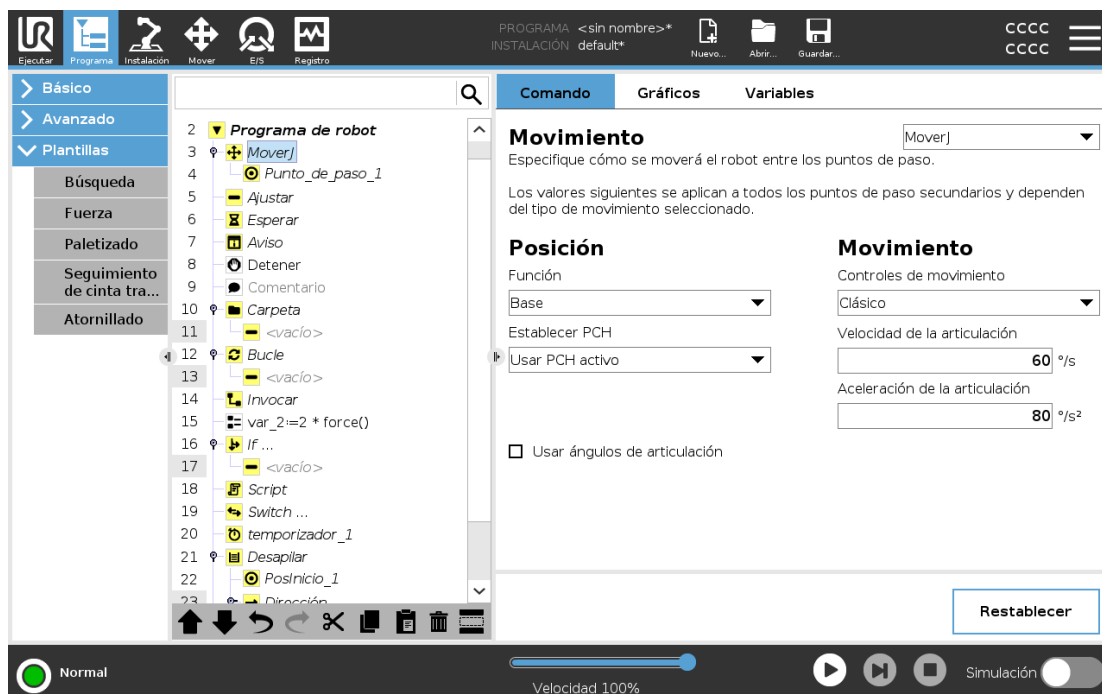 UR
Ejecutar
Programa
Instalación
Mover
E/S
Registro
PROGRAMA <sin nombre>*
INSTALACIÓN default*
Nuevo...
Abrir...
Guardar...
CCCC
CCCC
Básico
Avanzado
Plantillas
Búsqueda
Fuerza
Paletizado
Seguimiento
de cinta tra...
Atornillado
2 Programa de robot
3 MoverJ
4 Punto_de_paso_1
5 Ajustar
6 Esperar
7 Aviso
8 Detener
9 Comentario
10 Carpeta
11 <vacío>
12 Bucle
13 <vacío>
14 Invocar
15 var_2:=2 * force()
16 If ...
17 <vacío>
18 Script
19 Switch ...
20 temporizador_1
21 Desapilar
22 PosInicio_1
23 Dirección
Comando
Gráficos
Variables
Movimiento
MoverJ
Especifique cómo se moverá el robot entre los puntos de paso.
Los valores siguientes se aplican a todos los puntos de paso secundarios y dependen
del tipo de movimiento seleccionado.
Posición
Función
Base
Establecer PCH
Usar PCH activo
Usar ángulos de articulación
Movimiento
Controles de movimiento
Clásico
Velocidad de la articulación
60 °/s
Aceleración de la articulación
80 °/s²
Restablecer
Normal
Velocidad 100%
Simulación